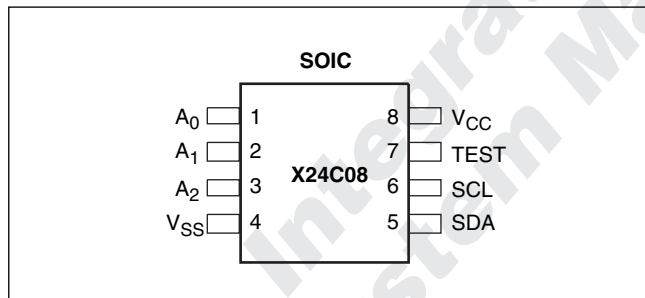 SOIC
A0 1 8 VCC
A1 2 7 TEST
X24C08
A2 3 6 SCL
VSS 4 5 SDA